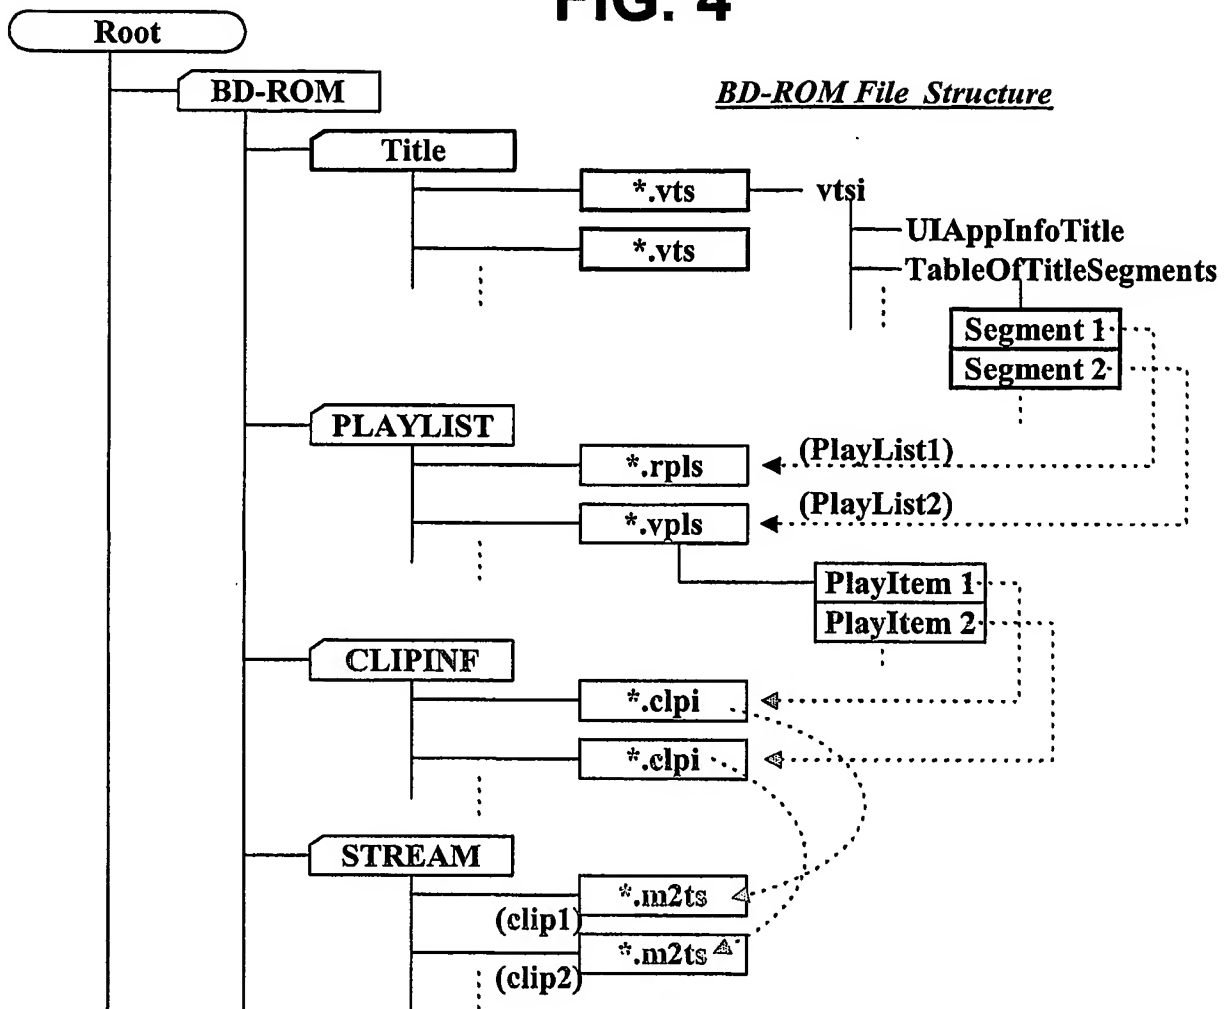 FIG. 4
Root
BD-ROM
BD-ROM File Structure
Title
*.vts
vtsi
UIAppInfoTitle
*.vts
TableOfTitleSegments
Segment 1
Segment 2
PLAYLIST
*.rpls
(PlayList1)
*.vpls
(PlayList2)
PlayItem 1
PlayItem 2
CLIPINF
*.clpi
*.clpi
STREAM
*.m2ts
(clip1)
*.m2ts
(clip2)